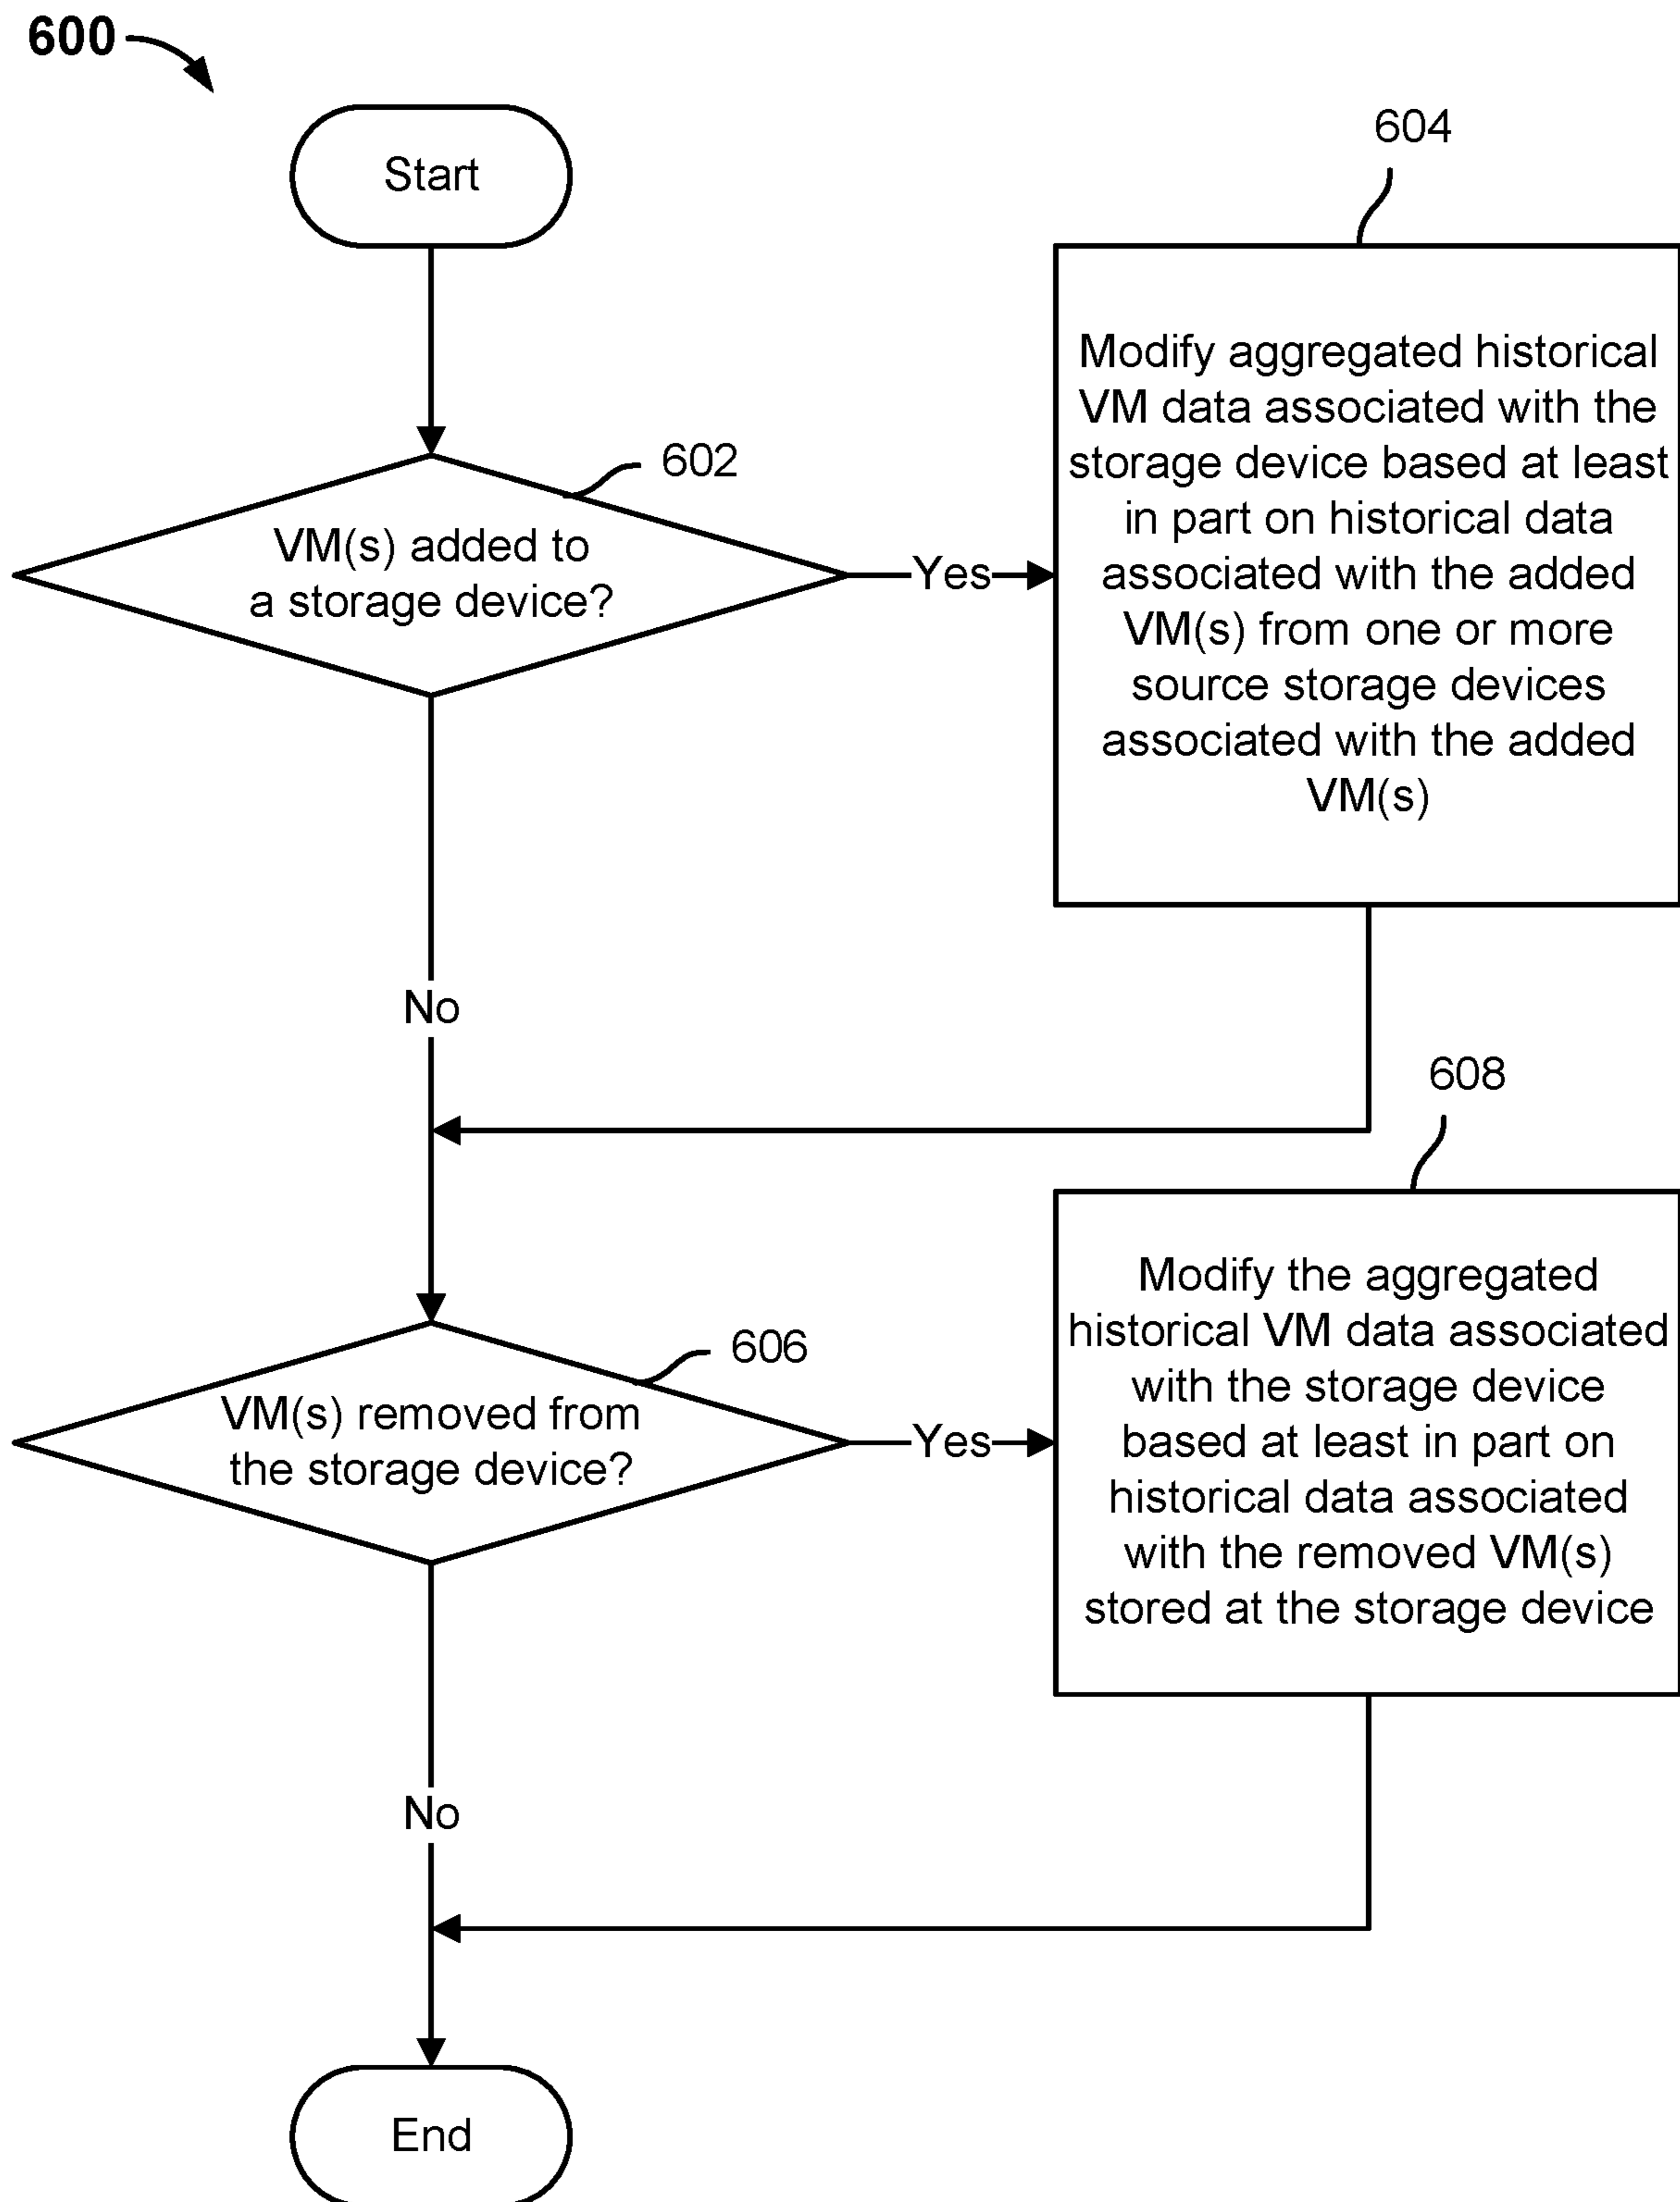 600
Start
602
VM(s) added to
a storage device?
Yes
604
Modify aggregated historical
VM data associated with the
storage device based at least
in part on historical data
associated with the added
VM(s) from one or more
source storage devices
associated with the added
VM(s)
No
606
VM(s) removed from
the storage device?
Yes
608
Modify the aggregated
historical VM data associated
with the storage device
based at least in part on
historical data associated
with the removed VM(s)
stored at the storage device
No
End